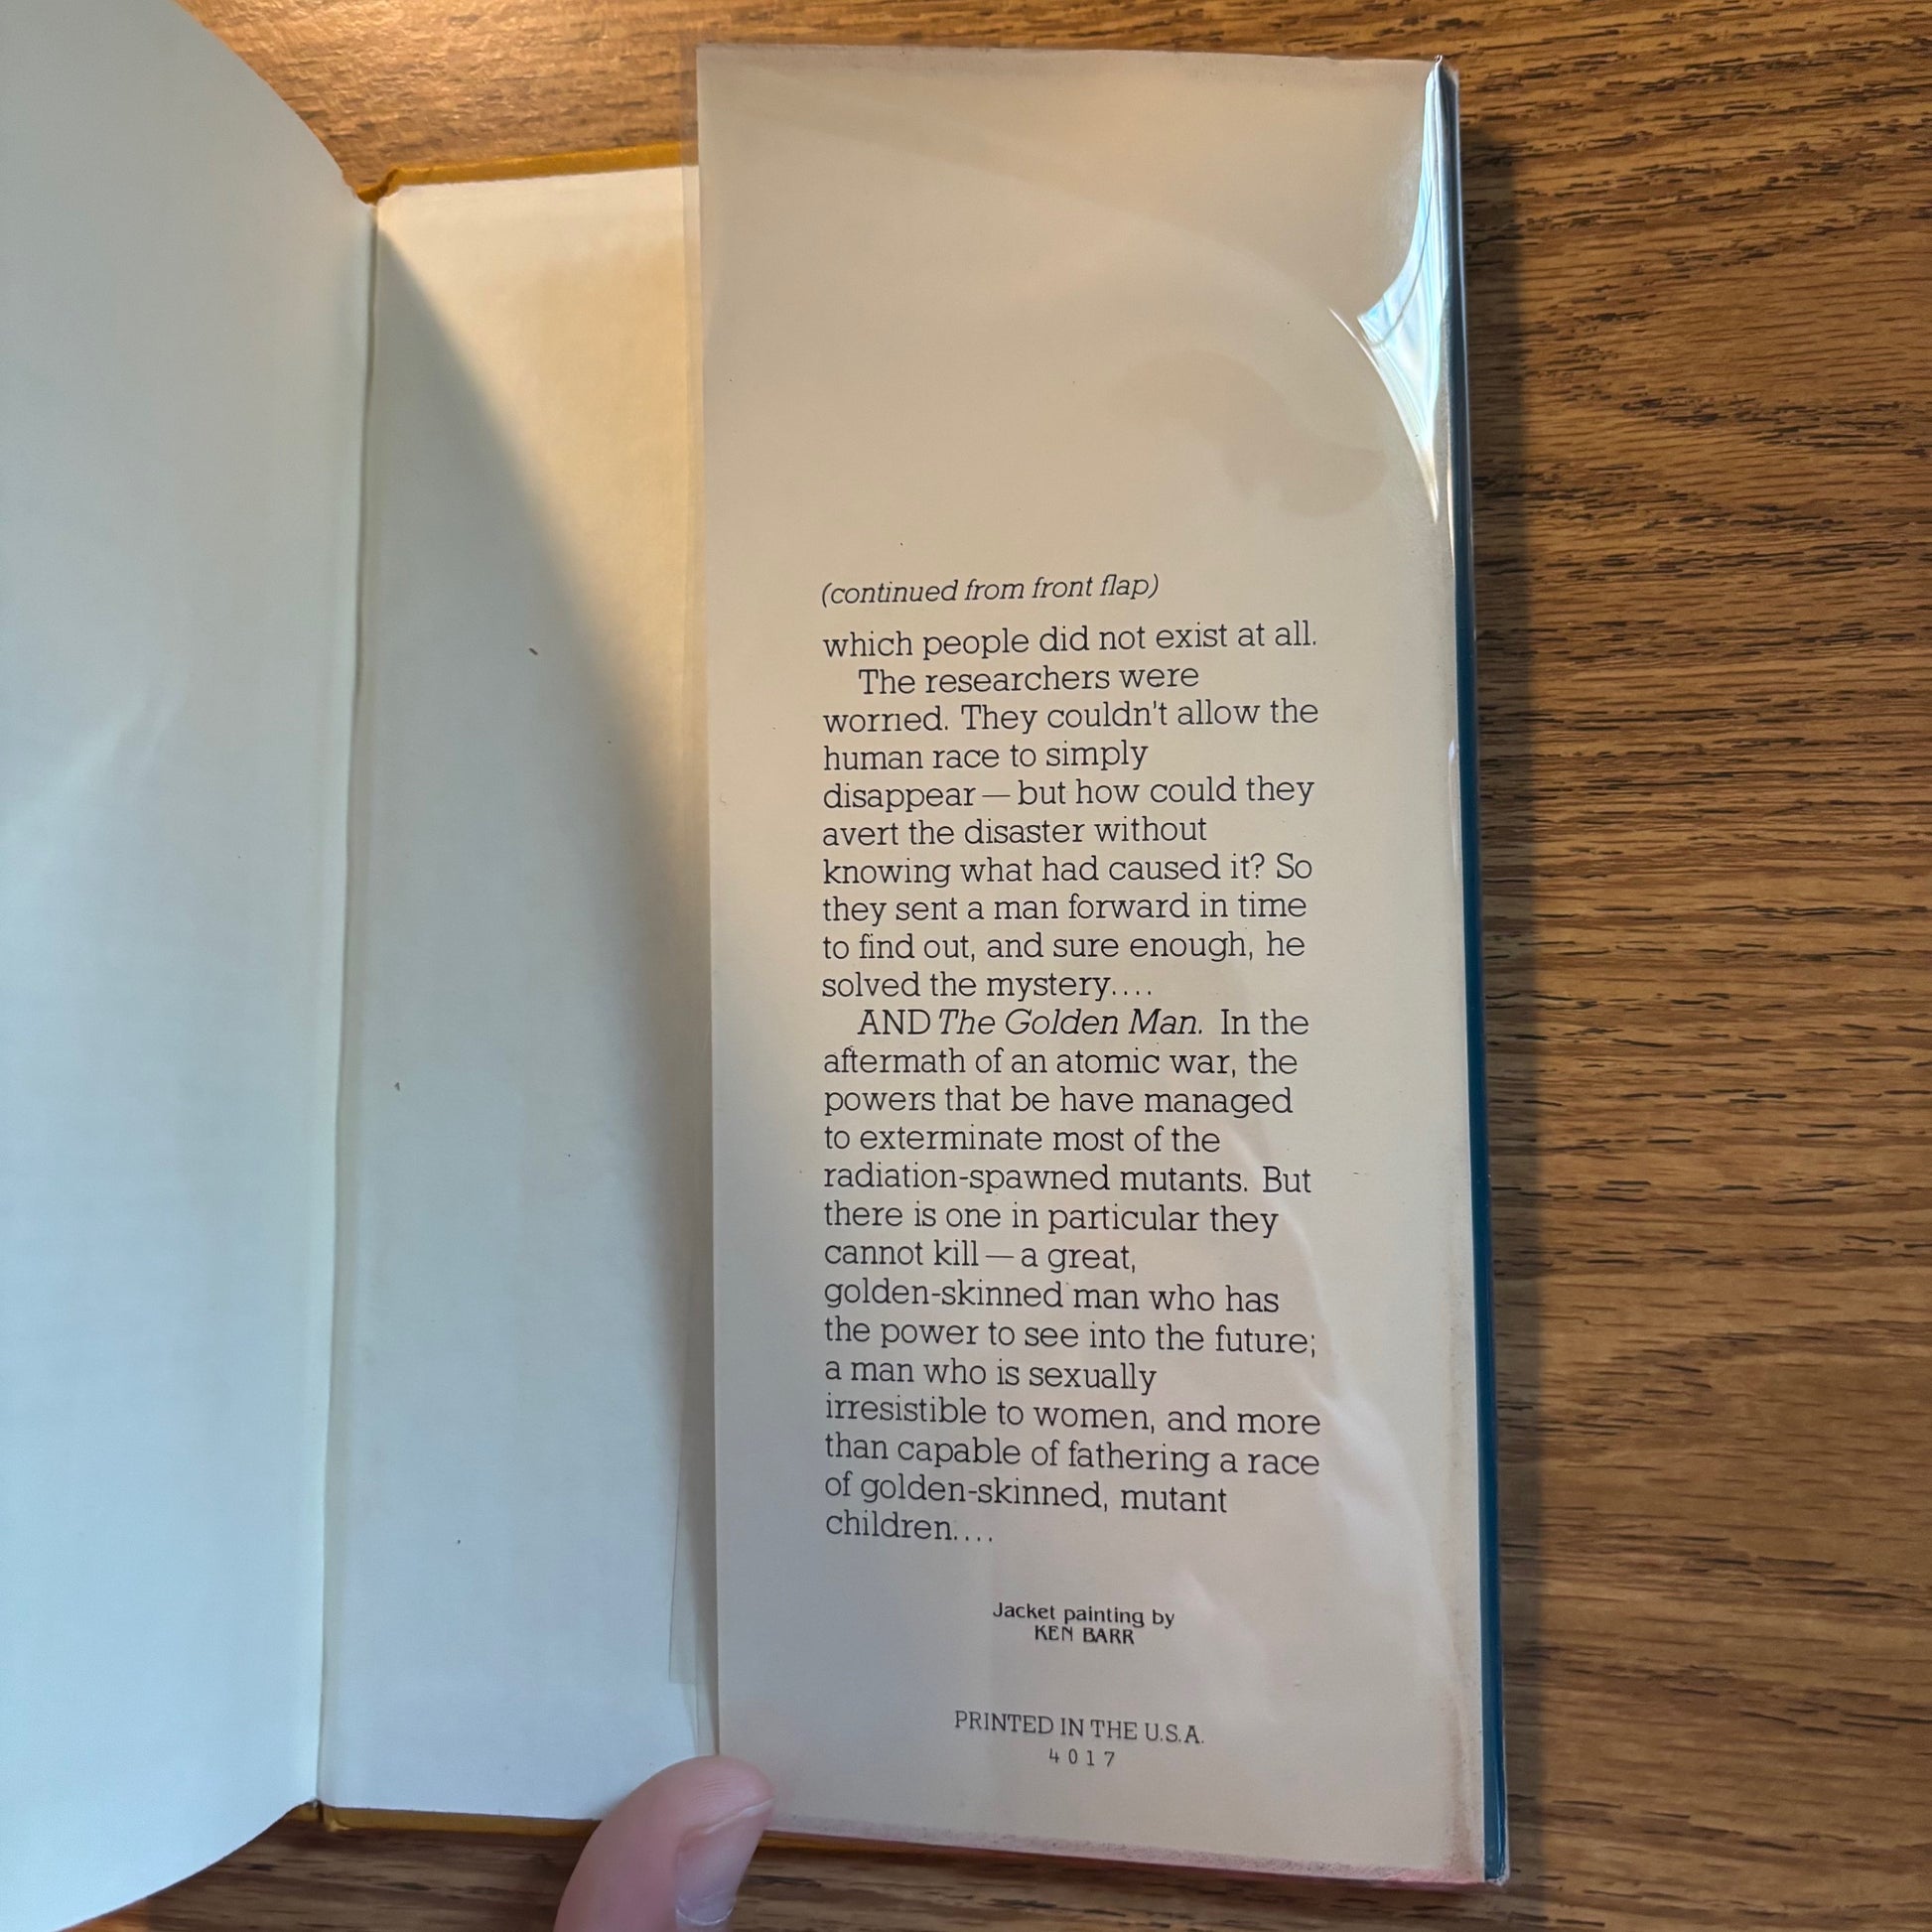 (continued from front flap)
which people did not exist at all.
The researchers were
worried. They couldn't allow the
human race to simply
disappear — but how could they
avert the disaster without
knowing what had caused it? So
they sent a man forward in time
to find out, and sure enough, he
solved the mystery....
AND The Golden Man. In the
aftermath of an atomic war, the
powers that be have managed
to exterminate most of the
radiation-spawned mutants. But
there is one in particular they
cannot kill — a great,
golden-skinned man who has
the power to see into the future;
a man who is sexually
irresistible to women, and more
than capable of fathering a race
of golden-skinned, mutant
children....
Jacket painting by
KEN BARR
PRINTED IN THE U.S.A.
4017